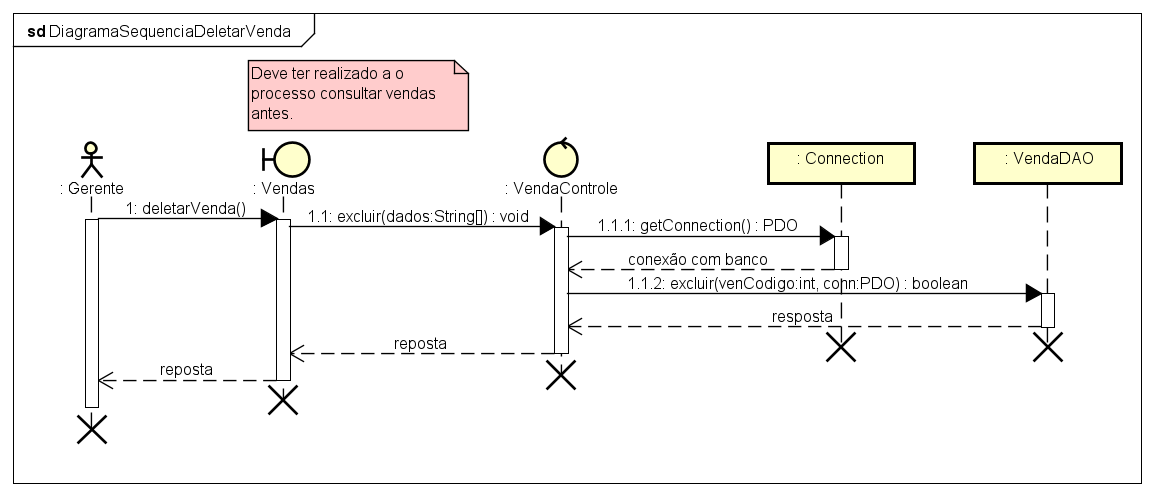 sd DiagramaSequenciaDeletarVenda
Deve ter realizado a o
processo consultar vendas
antes.
: Gerente
: Vendas
: VendaControle
: Connection
: VendaDAO
1: deletarVenda()
1.1: excluir(dados:String[]) : void
1.1.1: getConnection() : PDO
conexão com banco
1.1.2: excluir(venCodigo:int, conn:PDO) : boolean
resposta
reposta
reposta